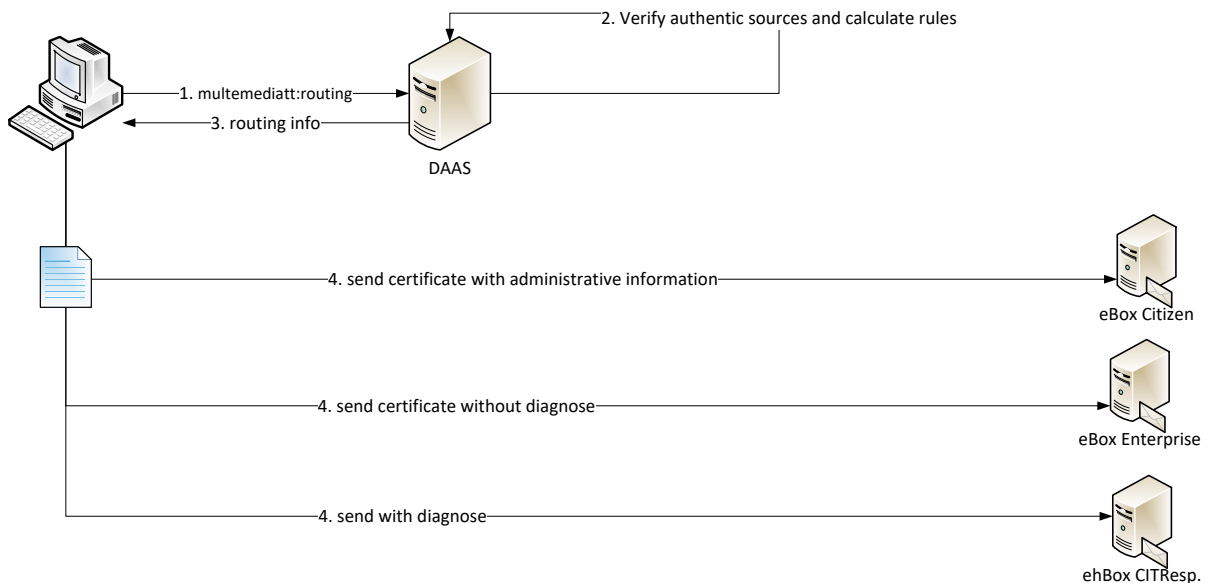 2. Verify authentic sources and calculate rules
1. multemediatt:routing
3. routing info
DAAS
4. send certificate with administrative information
eBox Citizen
4. send certificate without diagnose
eBox Enterprise
4. send with diagnose
ehBox CITResp.